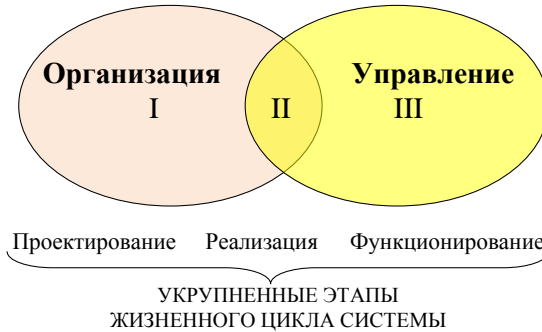 Организация Управление
I II III
Проектирование Реализация Функционирование
УКРУПНЕННЫЕ ЭТАПЫ
ЖИЗНЕННОГО ЦИКЛА СИСТЕМЫ